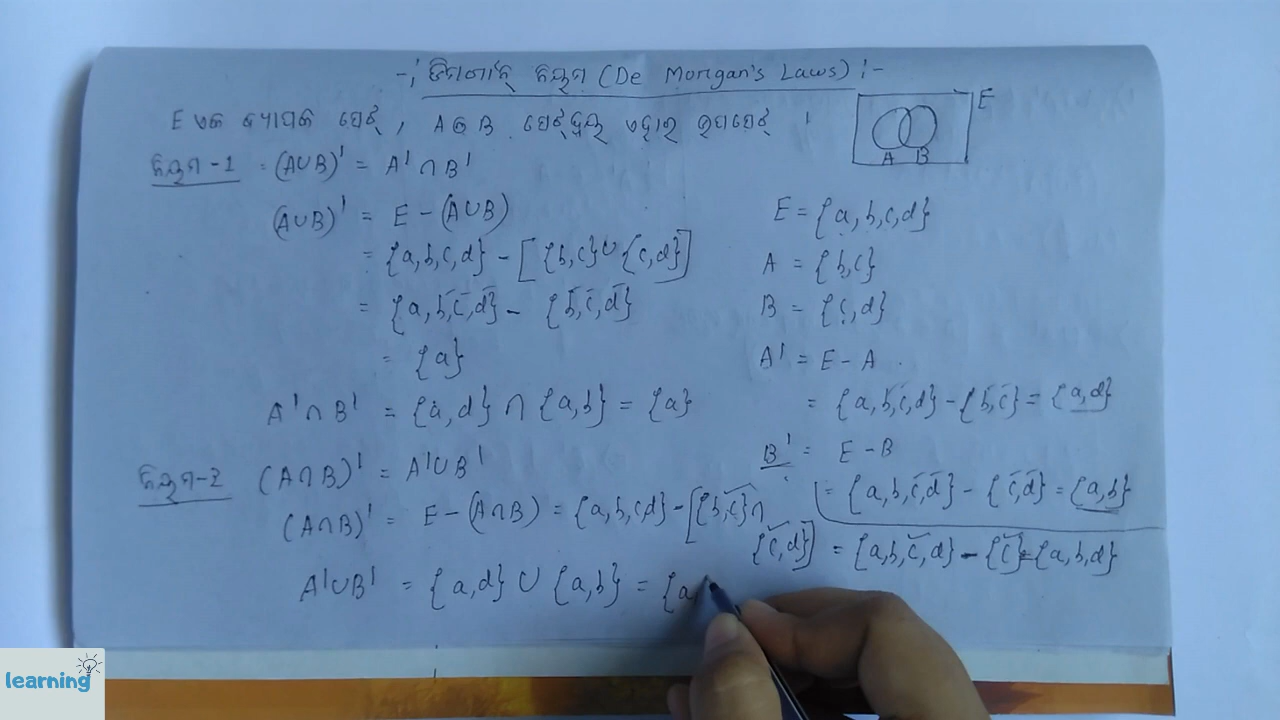 -: ଡିମର୍ଗାନ୍ ନିୟମ (De Morgan's Laws) :-
E ଏକ ବ୍ୟାପକ ସେଟ୍ , A ଓ B ସେଟ୍ ଦ୍ୱୟ ଏହାର ଉପସେଟ୍ ।
E
A B
ନିୟମ -1 : (A∪B)' = A' ∩ B'
(A∪B)' = E - (A∪B)
= {a,b,c,d} - [{b,c} ∪ {c,d}]
= {a,b,c,d} - {b,c,d}
= {a}
A' ∩ B' = {a,d} ∩ {a,b} = {a}
E = {a,b,c,d}
A = {b,c}
B = {c,d}
A' = E - A
= {a,b,c,d} - {b,c} = {a,d}
B' = E - B
= {a,b,c,d} - {c,d} = {a,b}
ନିୟମ -2 (A∩B)' = A' ∪ B'
(A∩B)' = E - (A∩B) = {a,b,c,d} - [{b,c} ∩
{c,d}] = {a,b,c,d} - {c} = {a,b,d}
A' ∪ B' = {a,d} ∪ {a,b} = {a,
learning